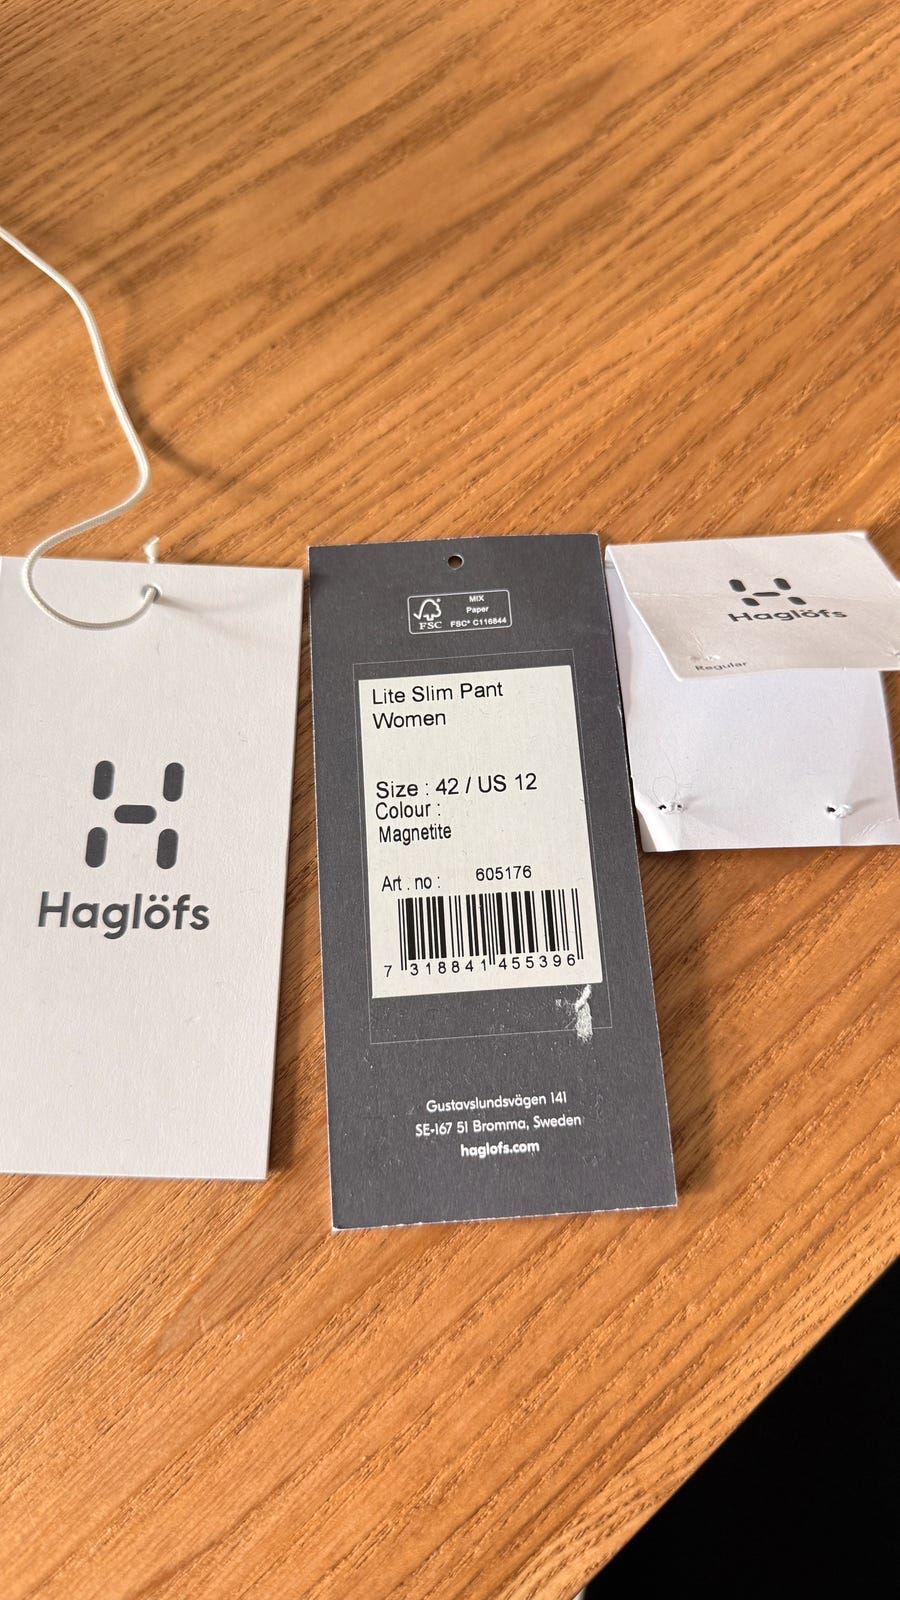 Haglöfs
MIX
Paper
FSC® C116844
FSC
Lite Slim Pant
Women
Size : 42 / US 12
Colour :
Magnetite
Art . no : 605176
7 318841 455396
Gustavslundsvägen 141
SE-167 51 Bromma, Sweden
haglofs.com
Haglöfs
Regular